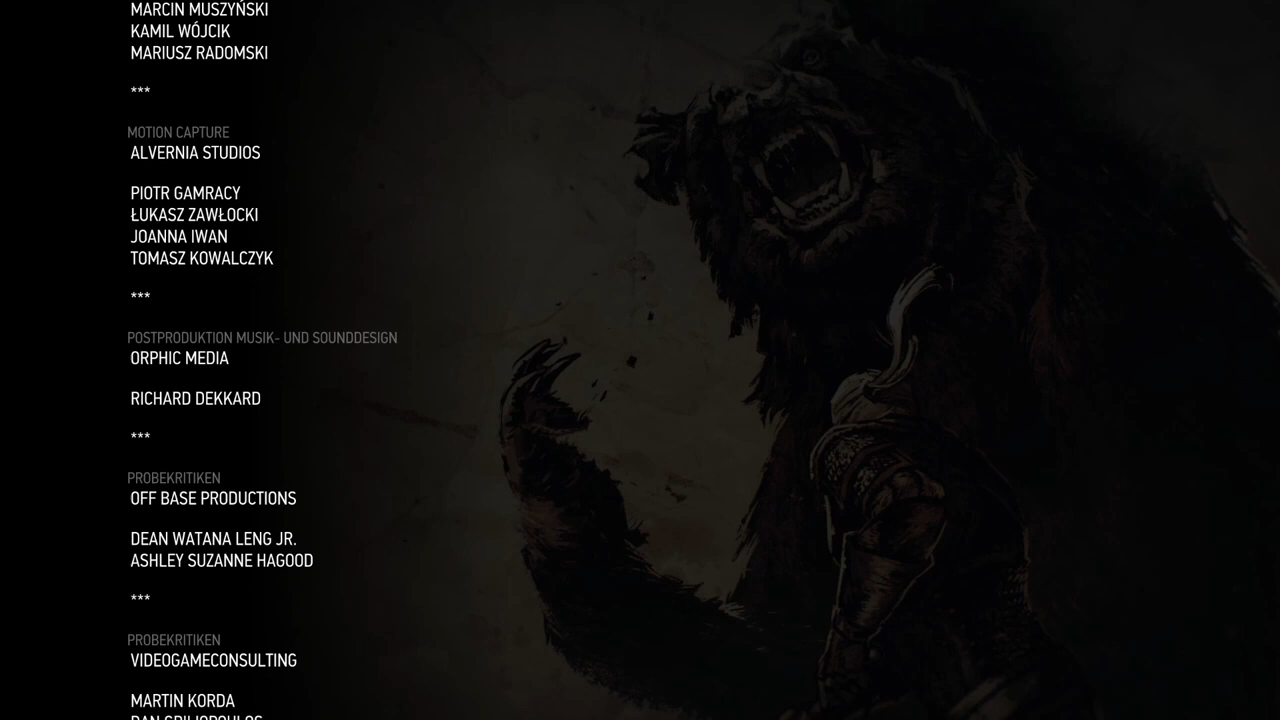 MARCIN MUSZYŃSKI
KAMIL WÓJCIK
MARIUSZ RADOMSKI
***
MOTION CAPTURE
ALVERNIA STUDIOS
PIOTR GAMRACY
ŁUKASZ ZAWŁOCKI
JOANNA IWAN
TOMASZ KOWALCZYK
***
POSTPRODUKTION MUSIK- UND SOUNDDESIGN
ORPHIC MEDIA
RICHARD DEKKARD
***
PROBEKRITIKEN
OFF BASE PRODUCTIONS
DEAN WATANA LENG JR.
ASHLEY SUZANNE HAGOOD
***
PROBEKRITIKEN
VIDEOGAMECONSULTING
MARTIN KORDA